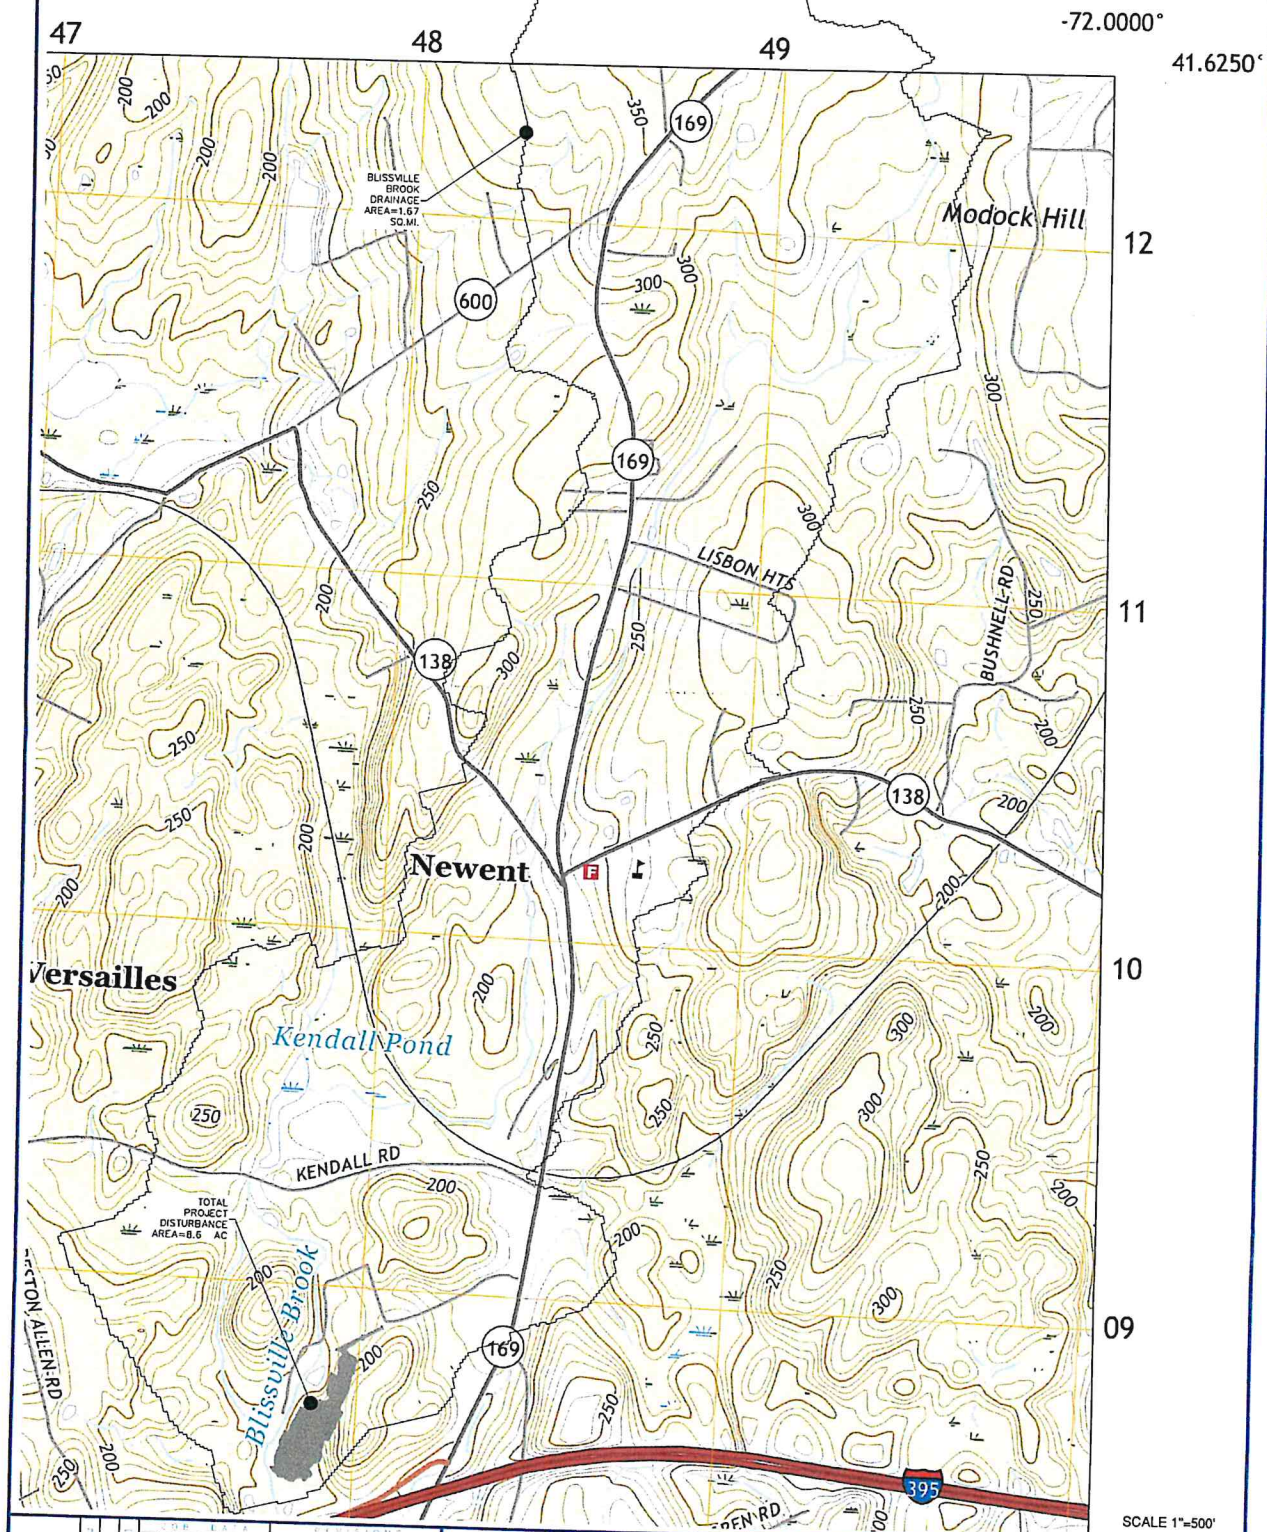 47
48
49
-72.0000°
41.6250°
200
200
350
169
200
200
BLISSVILLE
BROOK
DRAINAGE
AREA=1.67
SQ.MI.
Modock Hill
12
300
300
600
300
169
250
300
LISBON HTS
11
200
250
BUSHNELL RD
250
138
300
250
200
250
138
200
250
200
Newent
200
200
Versailles
10
200
200
Kendall Pond
250
300
250
300
250
KENDALL RD
250
200
200
TOTAL
PROJECT
DISTURBANCE
AREA=8.6 AC
200
200
250
300
Blissville Brook
ESTON ALLEN RD
169
200
09
250
200
250
395
SCALE 1"=500'